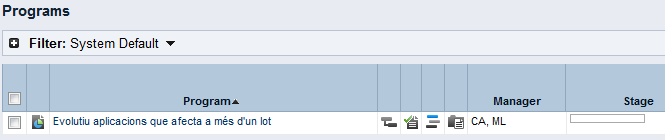 Programs
Filter: System Default
Program Manager Stage
Evolutiu aplicacions que afecta a més d'un lot CA, ML